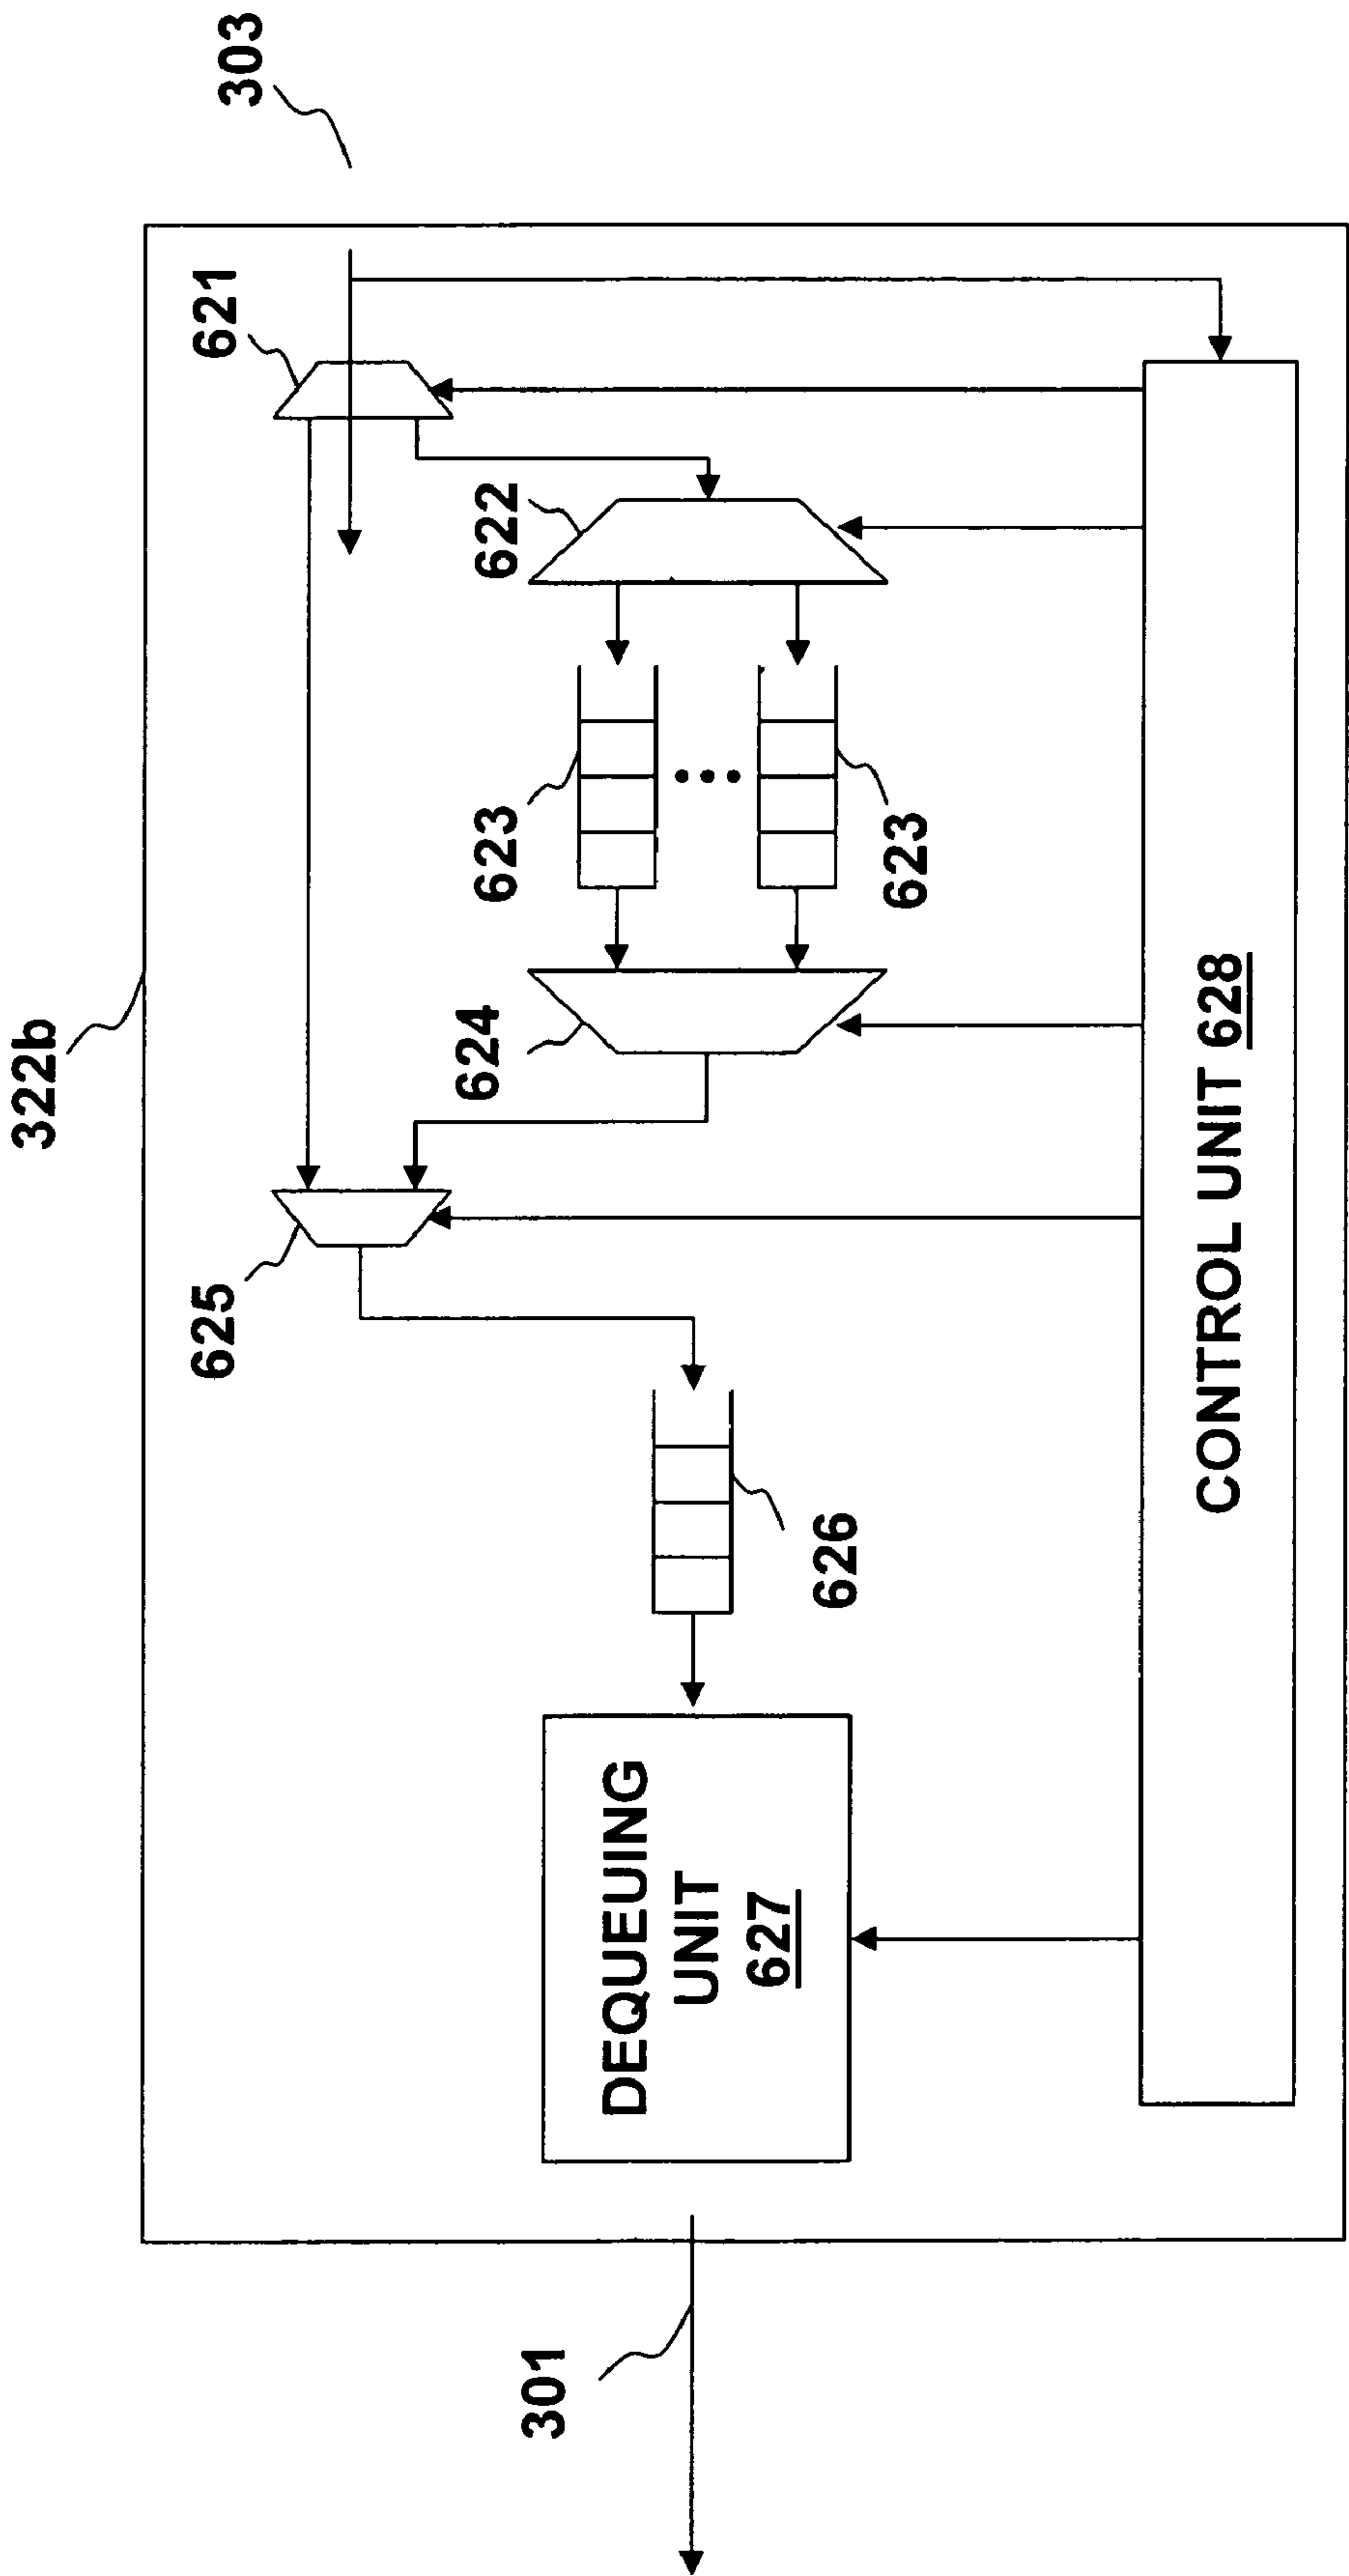 322b
303
621
622
623
623
624
625
626
DEQUEUING
UNIT
627
CONTROL UNIT 628
301